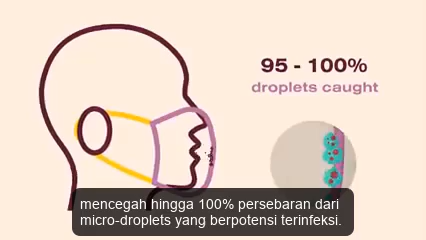 95 - 100%
droplets caught
mencegah hingga 100% persebaran dari
micro-droplets yang berpotensi terinfeksi.